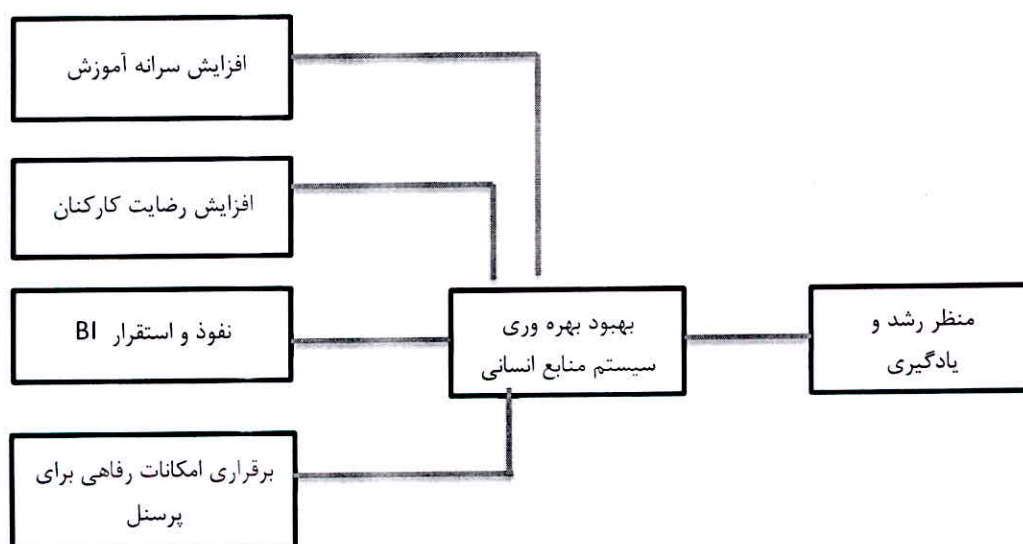 افزایش سرانه آموزش
افزایش رضایت کارکنان
نفوذ و استقرار BI
برقراری امکانات رفاهی برای
پرسنل
بهبود بهره وری
سیستم منابع انسانی
منظر رشد و
یادگیری